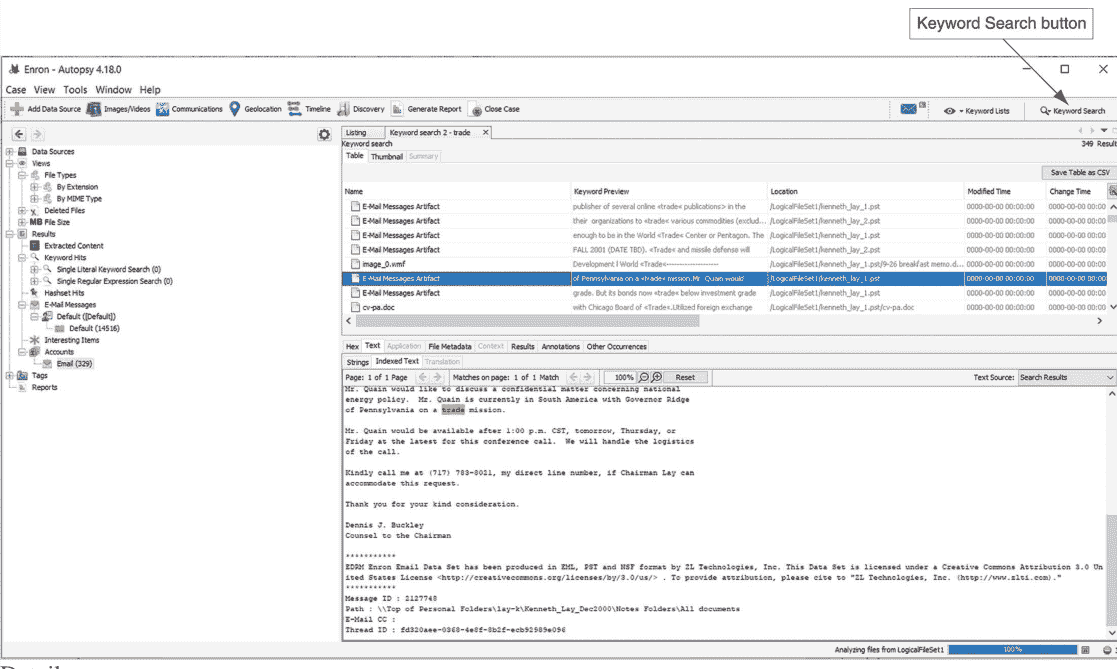 Keyword Search button
Enron - Autopsy 4.18.0
Case View Tools Window Help
Add Data Source Images/Videos Communications Geolocation Timeline Discovery Generate Report Close Case Keyword Lists Keyword Search
Data Sources
Views
File Types
By Extension
By MIME Type
Deleted Files
MB File Size
Results
Extracted Content
Keyword Hits
Single Literal Keyword Search (0)
Single Regular Expression Search (0)
Hashset Hits
E-Mail Messages
Default ([Default])
Default (14516)
Interesting Items
Accounts
Email (329)
Tags
Reports
Listing Keyword search 2 - trade
Keyword search 349 Result
Table Thumbnail Summary
Save Table as CSV
Name Keyword Preview Location Modified Time Change Time
E-Mail Messages Artifact publisher of several online «trade« publications> in the /LogicalFileSet1/kenneth_lay_1.pst 0000-00-00 00:00:00 0000-00-00 00:00
E-Mail Messages Artifact their organizations to «trade« various commodities (exclud... /LogicalFileSet1/kenneth_lay_2.pst 0000-00-00 00:00:00 0000-00-00 00:00
E-Mail Messages Artifact enough to be in the World «Trade« Center or Pentagon. The /LogicalFileSet1/kenneth_lay_1.pst 0000-00-00 00:00:00 0000-00-00 00:00
E-Mail Messages Artifact FALL 2001 (DATE TBD). «Trade« and missile defense will /LogicalFileSet1/kenneth_lay_2.pst 0000-00-00 00:00:00 0000-00-00 00:00
image_0.wmf Development l World «Trade«-------------------- /LogicalFileSet1/kenneth_lay_1.pst/9-26 breakfast memo.d... 0000-00-00 00:00:00 0000-00-00 00:00
E-Mail Messages Artifact of Pennsylvania on a «trade« mission.Mr. Quain would /LogicalFileSet1/kenneth_lay_1.pst 0000-00-00 00:00:00 0000-00-00 00:00
E-Mail Messages Artifact grade. But its bonds now «trade« below investment grade /LogicalFileSet1/kenneth_lay_1.pst 0000-00-00 00:00:00 0000-00-00 00:00
cv-pa.doc with Chicago Board of «Trade«.Utilized foreign exchange /LogicalFileSet1/kenneth_lay_1.pst/cv-pa.doc 0000-00-00 00:00:00 0000-00-00 00:00
Hex Text Application File Metadata Context Results Annotations Other Occurrences
Strings Indexed Text Translation
Page: 1 of 1 Page Matches on page: 1 of 1 Match 100% Reset Text Source: Search Results
Mr. Quain would like to discuss a confidential matter concerning national
energy policy. Mr. Quain is currently in South America with Governor Ridge
of Pennsylvania on a trade mission.
Mr. Quain would be available after 1:00 p.m. CST, tomorrow, Thursday, or
Friday at the latest for this conference call. We will handle the logistics
of the call.
Kindly call me at (717) 783-8021, my direct line number, if Chairman Lay can
accommodate this request.
Thank you for your kind consideration.
Dennis J. Buckley
Counsel to the Chairman
***********
EDRM Enron Email Data Set has been produced in EML, PST and NSF format by ZL Technologies, Inc. This Data Set is licensed under a Creative Commons Attribution 3.0 Un
ited States License <http://creativecommons.org/licenses/by/3.0/us/> . To provide attribution, please cite to "ZL Technologies, Inc. (http://www.zlti.com)."
***********
Message ID : 2127748
Path : \\Top of Personal Folders\lay-k\Kenneth_Lay_Dec2000\Notes Folders\All documents
E-Mail CC :
Thread ID : fd320aee-0368-4e8f-8b2f-ecb92989e096
Analyzing files from LogicalFileSet1 100%